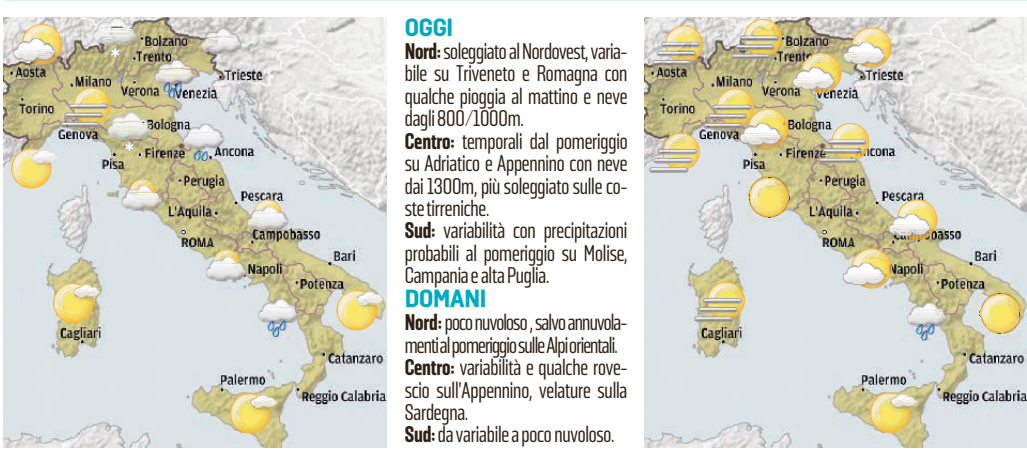 Bolzano
Trento
Aosta
Milano
Trieste
Verona
Venezia
Torino
Bologna
Genova
Firenze
Ancona
Pisa
Perugia
Pescara
L'Aquila
ROMA
Campobasso
Bari
Napoli
Potenza
Cagliari
Catanzaro
Palermo
Reggio Calabria
OGGI
Nord: soleggiato al Nordovest, varia-
bile su Triveneto e Romagna con
qualche pioggia al mattino e neve
dagli 800/1000m.
Centro: temporali dal pomeriggio
su Adriatico e Appennino con neve
dai 1300m, più soleggiato sulle co-
ste tirreniche.
Sud: variabilità con precipitazioni
probabili al pomeriggio su Molise,
Campania e alta Puglia.
DOMANI
Nord: poco nuvoloso , salvo annuvola-
menti al pomeriggio sulle Alpi orientali.
Centro: variabilità e qualche rove-
scio sull'Appennino, velature sulla
Sardegna.
Sud: da variabile a poco nuvoloso.
Bolzano
Trento
Aosta
Milano
Trieste
Verona
Venezia
Torino
Bologna
Genova
Firenze
Ancona
Pisa
Perugia
Pescara
L'Aquila
ROMA
Campobasso
Bari
Napoli
Potenza
Cagliari
Catanzaro
Palermo
Reggio Calabria